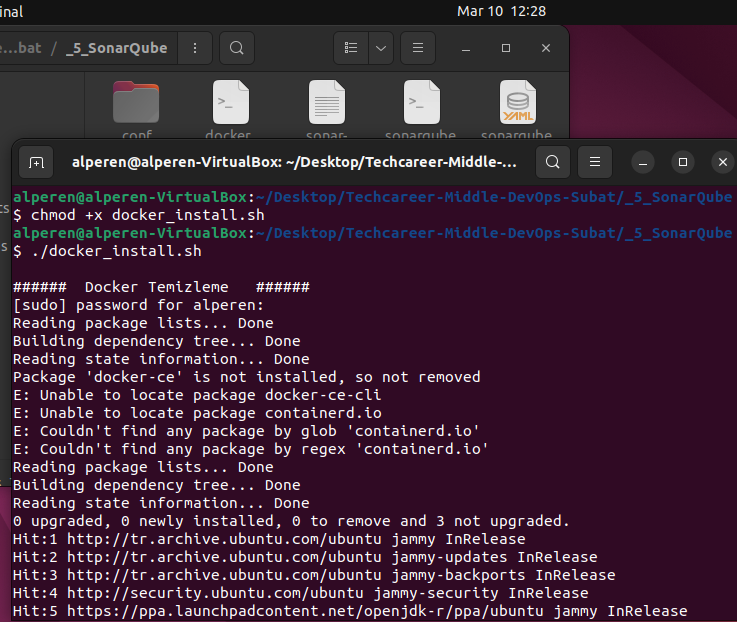 inal
Mar 10 12:28
e…bat / _5_SonarQube
conf
docker
sonar-
sonarqube
sonarqube
YAML
alperen@alperen-VirtualBox: ~/Desktop/Techcareer-Middle-...
alperen@alperen-VirtualBox:~/Desktop/Techcareer-Middle-DevOps-Subat/_5_SonarQube
$ chmod +x docker_install.sh
alperen@alperen-VirtualBox:~/Desktop/Techcareer-Middle-DevOps-Subat/_5_SonarQube
$ ./docker_install.sh
###### Docker Temizleme ######
[sudo] password for alperen:
Reading package lists... Done
Building dependency tree... Done
Reading state information... Done
Package 'docker-ce' is not installed, so not removed
E: Unable to locate package docker-ce-cli
E: Unable to locate package containerd.io
E: Couldn't find any package by glob 'containerd.io'
E: Couldn't find any package by regex 'containerd.io'
Reading package lists... Done
Building dependency tree... Done
Reading state information... Done
0 upgraded, 0 newly installed, 0 to remove and 3 not upgraded.
Hit:1 http://tr.archive.ubuntu.com/ubuntu jammy InRelease
Hit:2 http://tr.archive.ubuntu.com/ubuntu jammy-updates InRelease
Hit:3 http://tr.archive.ubuntu.com/ubuntu jammy-backports InRelease
Hit:4 http://security.ubuntu.com/ubuntu jammy-security InRelease
Hit:5 https://ppa.launchpadcontent.net/openjdk-r/ppa/ubuntu jammy InRelease